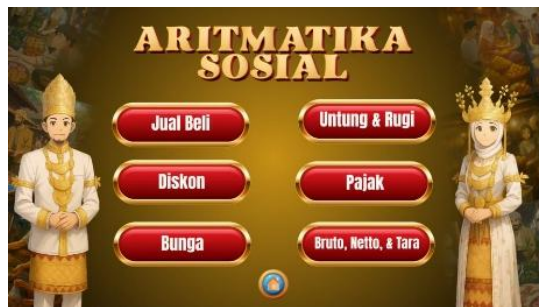 ARITMATIKA
SOSIAL
Jual Beli
Untung & Rugi
Diskon
Pajak
Bunga
Bruto, Netto, & Tara